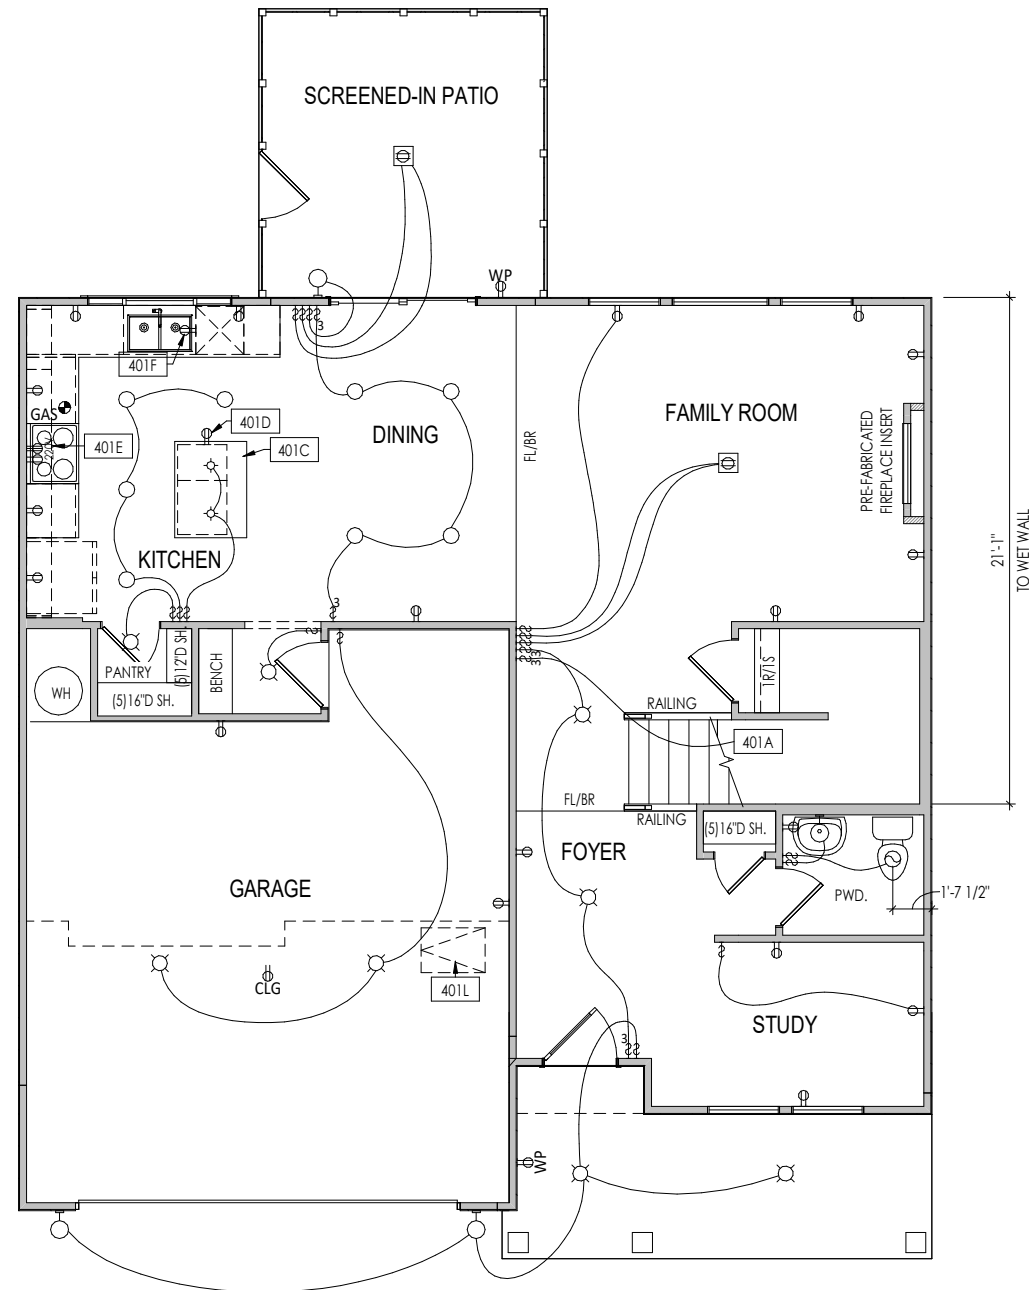 SCREENED-IN PATIO
WP
3
401F
GAS
401D
401C
401E
DINING
FL/BR
FAMILY ROOM
PRE-FABRICATED
FIREPLACE INSERT
21'-1"
TO WET WALL
KITCHEN
3
PANTRY
(5)12"D SH.
(5)16"D SH.
BENCH
WH
3
3
1R/1S
RAILING
401A
FL/BR
RAILING
(5)16"D SH.
FOYER
PWD.
1'-7 1/2"
GARAGE
CLG
401L
STUDY
3
WP